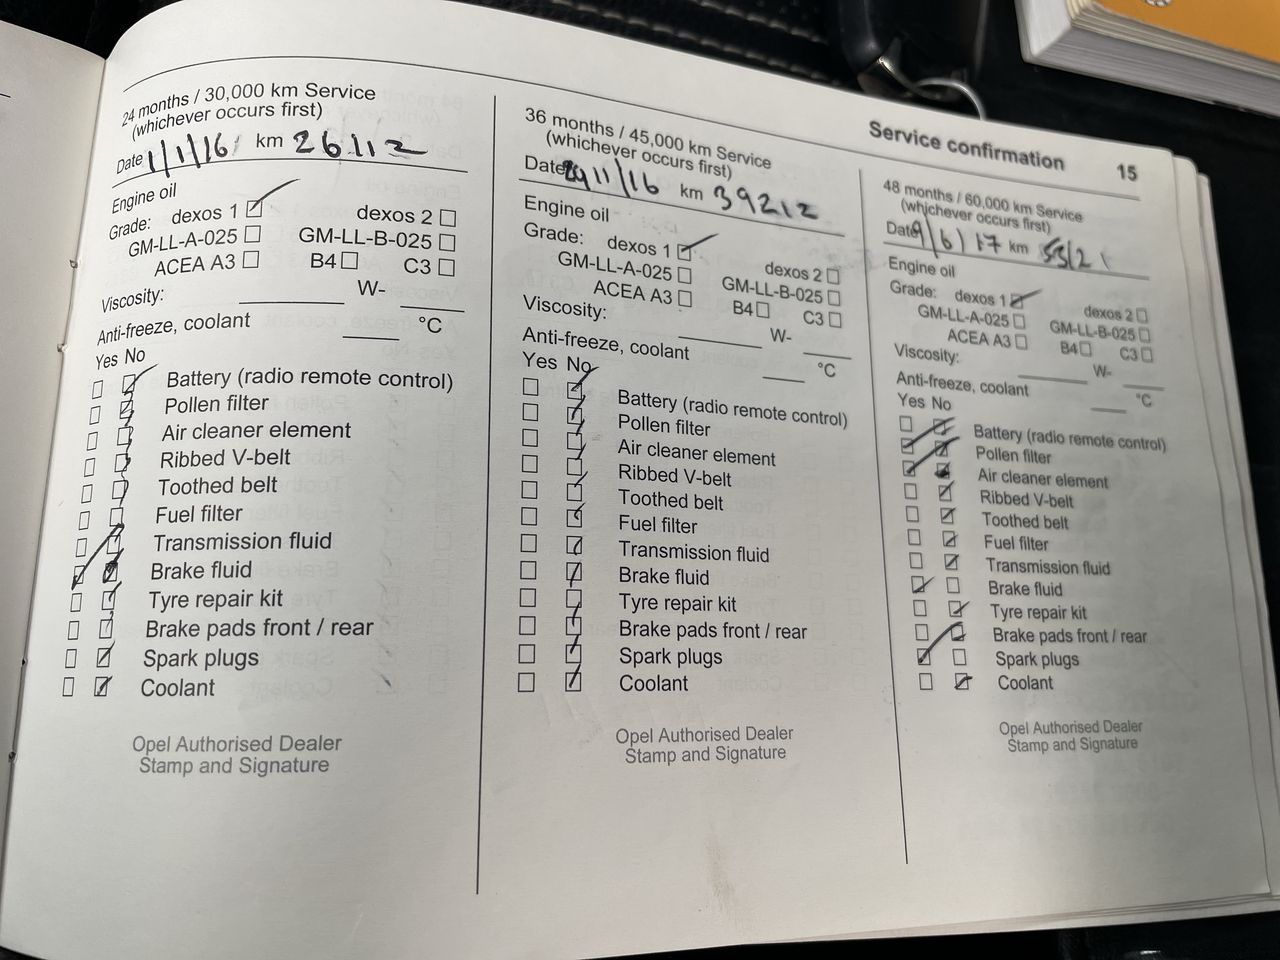 Service confirmation 15
24 months / 30,000 km Service
(whichever occurs first)
Date 1/1/16 km 26112
Engine oil
Grade: dexos 1 dexos 2
GM-LL-A-025 GM-LL-B-025
ACEA A3 B4 C3
Viscosity: W-
Anti-freeze, coolant °C
Yes No
Battery (radio remote control)
Pollen filter
Air cleaner element
Ribbed V-belt
Toothed belt
Fuel filter
Transmission fluid
Brake fluid
Tyre repair kit
Brake pads front / rear
Spark plugs
Coolant
Opel Authorised Dealer
Stamp and Signature
36 months / 45,000 km Service
(whichever occurs first)
Date 29/11/16 km 39212
Engine oil
Grade: dexos 1 dexos 2
GM-LL-A-025 GM-LL-B-025
ACEA A3 B4 C3
Viscosity: W-
Anti-freeze, coolant °C
Yes No
Battery (radio remote control)
Pollen filter
Air cleaner element
Ribbed V-belt
Toothed belt
Fuel filter
Transmission fluid
Brake fluid
Tyre repair kit
Brake pads front / rear
Spark plugs
Coolant
Opel Authorised Dealer
Stamp and Signature
48 months / 60,000 km Service
(whichever occurs first)
Date 9/6/17 km
Engine oil
Grade: dexos 1 dexos 2
GM-LL-A-025 GM-LL-B-025
ACEA A3 B4 C3
Viscosity: W-
Anti-freeze, coolant °C
Yes No
Battery (radio remote control)
Pollen filter
Air cleaner element
Ribbed V-belt
Toothed belt
Fuel filter
Transmission fluid
Brake fluid
Tyre repair kit
Brake pads front / rear
Spark plugs
Coolant
Opel Authorised Dealer
Stamp and Signature